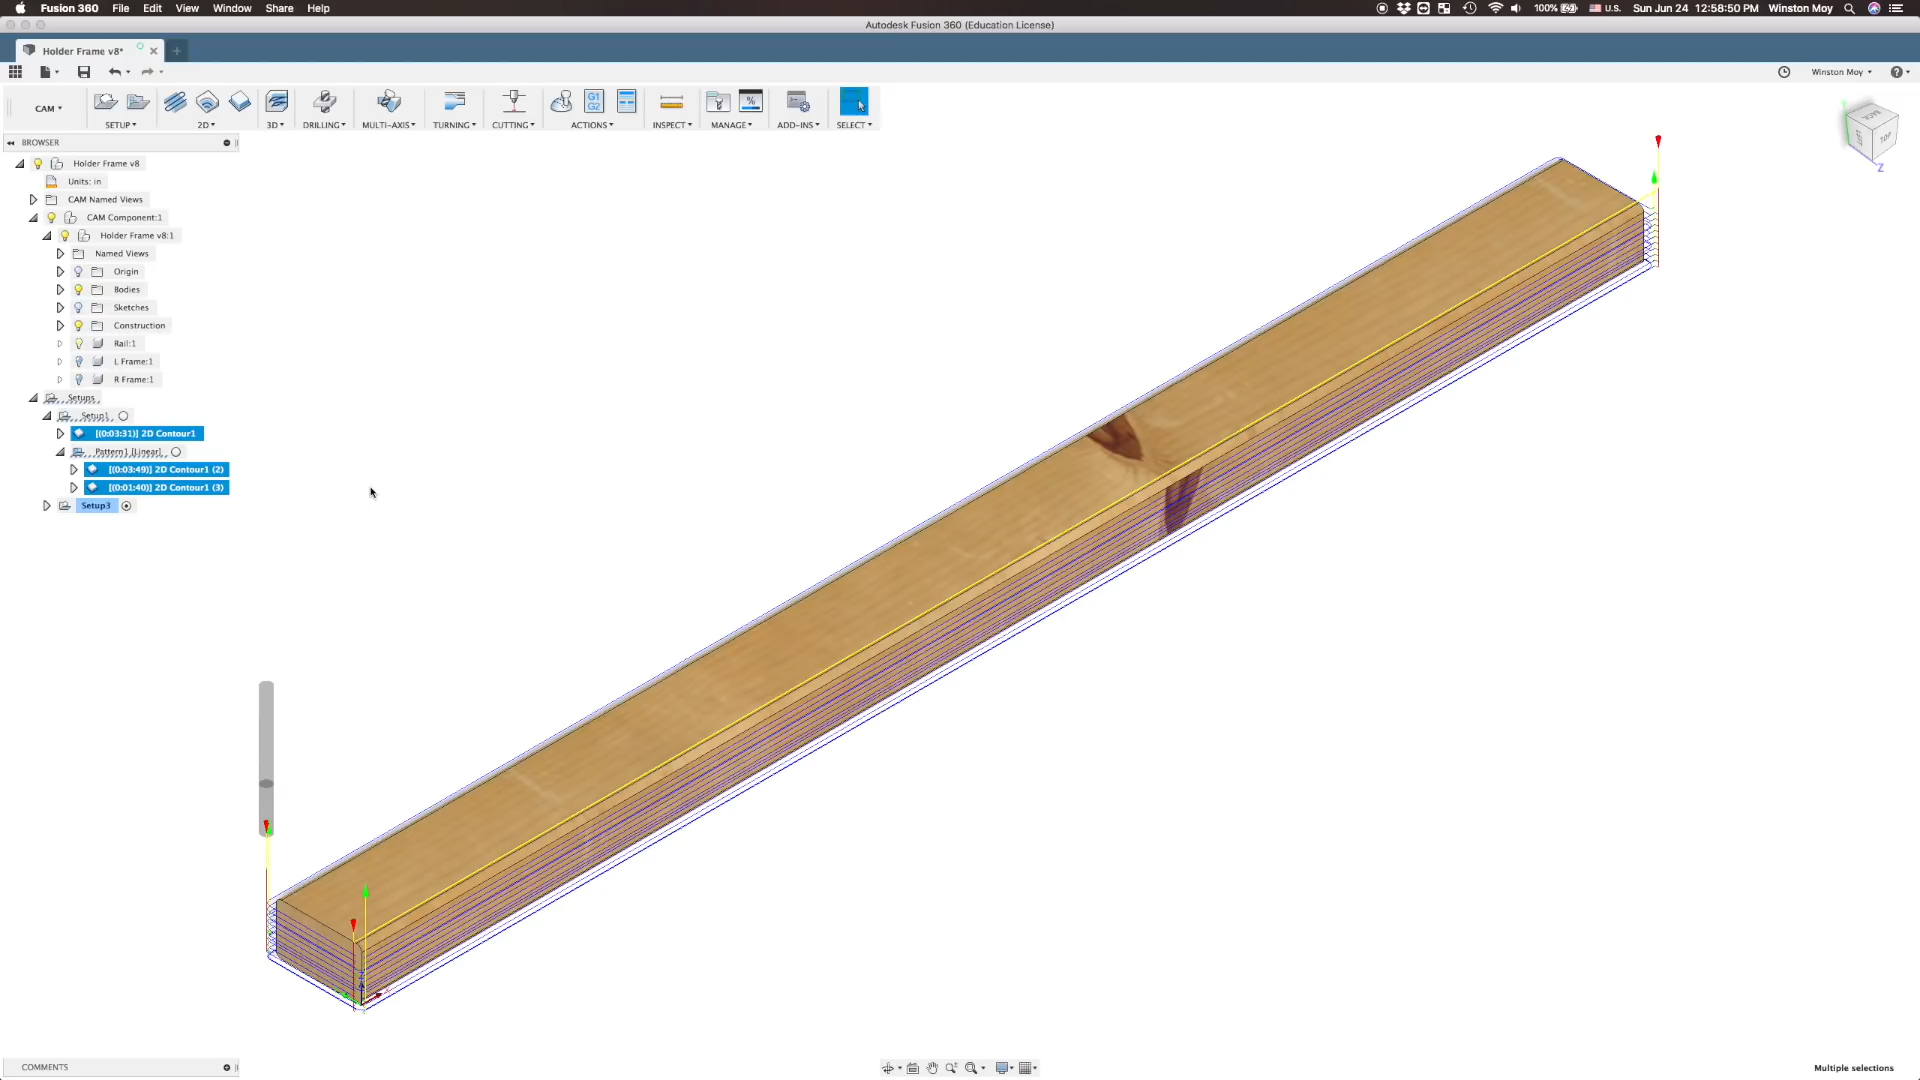 Fusion 360 File Edit View Window Share Help
100% U.S. Sun Jun 24 12:58:50 PM Winston Moy
Autodesk Fusion 360 (Education License)
Holder Frame v8*
Winston Moy
CAM
G1
G2
%
SETUP 2D 3D DRILLING MULTI-AXIS TURNING CUTTING ACTIONS INSPECT MANAGE ADD-INS SELECT
BROWSER
Holder Frame v8
Units: in
CAM Named Views
CAM Component:1
Holder Frame v8:1
Named Views
Origin
Bodies
Sketches
Construction
Rail:1
L Frame:1
R Frame:1
Setups
Setup1
[(0:03:31)] 2D Contour1
Pattern1 [Linear]
[(0:03:49)] 2D Contour1 (2)
[(0:01:40)] 2D Contour1 (3)
Setup3
BACK
TOP
Z
COMMENTS
Multiple selections